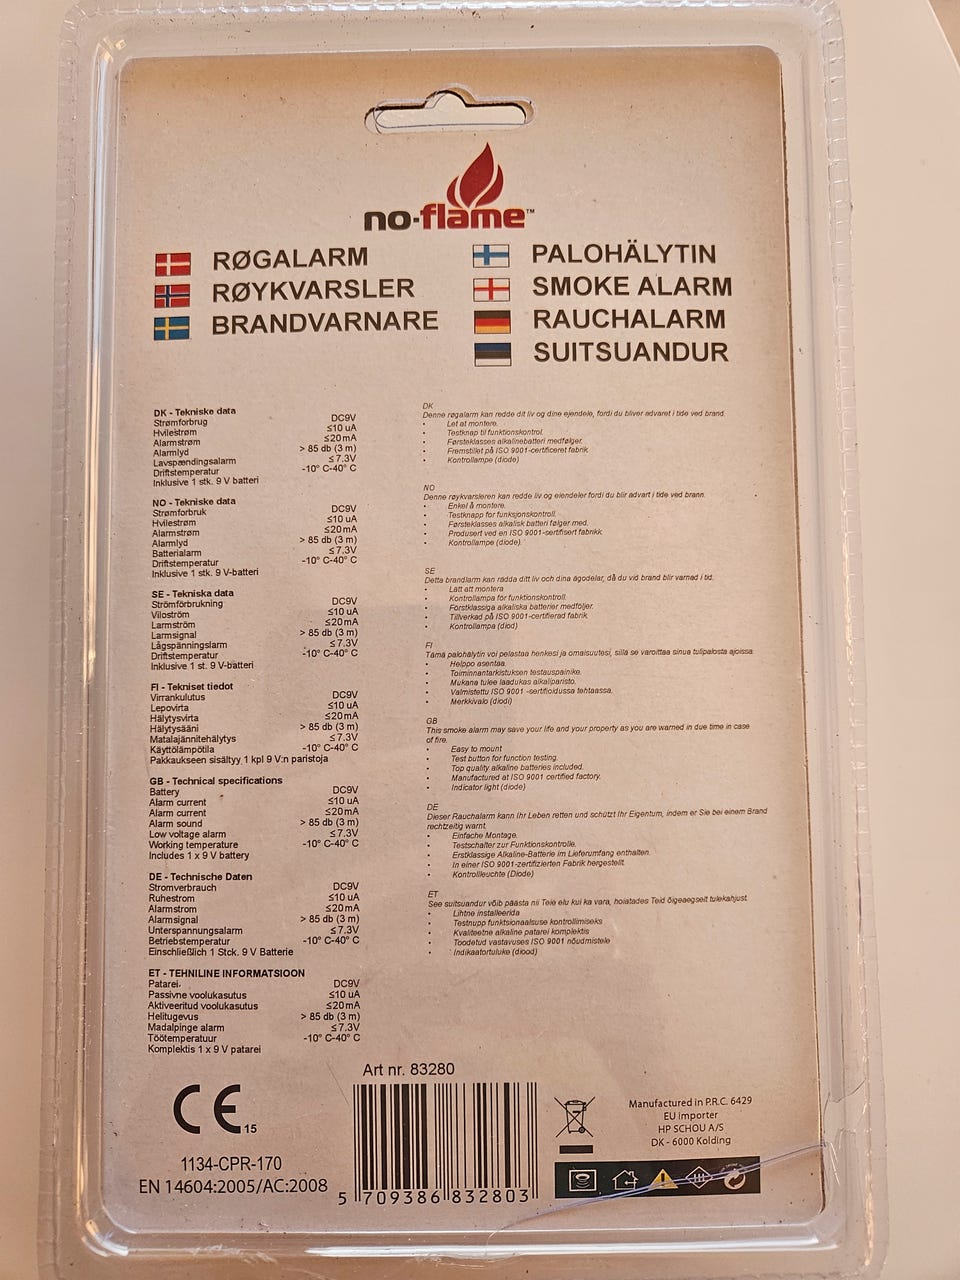 no-flame™
RØGALARM
RØYKVARSLER
BRANDVARNARE
PALOHÄLYTIN
SMOKE ALARM
RAUCHALARM
SUITSUANDUR
DK - Tekniske data
Strømforbrug DC9V
Hvilestrøm ≤10 uA
Alarmstrøm ≤20mA
Alarmlyd > 85 db (3 m)
Lavspændingsalarm ≤7.3V
Driftstemperatur -10° C-40° C
Inklusive 1 stk. 9 V batteri
NO - Tekniske data
Strømforbruk DC9V
Hvilestrøm ≤10 uA
Alarmstrøm ≤20mA
Alarmlyd > 85 db (3 m)
Batterialarm ≤7.3V
Driftstemperatur -10° C-40° C
Inklusive 1 stk. 9 V-batteri
SE - Tekniska data
Strömförbrukning DC9V
Viloström ≤10 uA
Larmström ≤20mA
Larmsignal > 85 db (3 m)
Lågspänningslarm ≤7.3V
Driftstemperatur -10° C-40° C
Inklusive 1 st. 9 V-batteri
FI - Tekniset tiedot
Virrankulutus DC9V
Lepovirta ≤10 uA
Hälytysvirta ≤20mA
Hälytysääni > 85 db (3 m)
Matalajännitehälytys ≤7.3V
Käyttölämpötila -10° C-40° C
Pakkaukseen sisältyy 1 kpl 9 V:n paristoja
GB - Technical specifications
Battery DC9V
Alarm current ≤10 uA
Alarm current ≤20mA
Alarm sound > 85 db (3 m)
Low voltage alarm ≤7.3V
Working temperature -10° C-40° C
Includes 1 x 9 V battery
DE - Technische Daten
Stromverbrauch DC9V
Ruhestrom ≤10 uA
Alarmstrom ≤20mA
Alarmsignal > 85 db (3 m)
Unterspannungsalarm ≤7.3V
Betriebstemperatur -10° C-40° C
Einschließlich 1 Stck. 9 V Batterie
ET - TEHNILINE INFORMATSIOON
Patarei DC9V
Passivne voolukasutus ≤10 uA
Aktiveeritud voolukasutus ≤20mA
Helitugevus > 85 db (3 m)
Madalpinge alarm ≤7.3V
Töötemperatuur -10° C-40° C
Komplektis 1 x 9 V patarei
DK
Denne røgalarm kan redde dit liv og dine ejendele, fordi du bliver advaret i tide ved brand.
• Let at montere.
• Testknap til funktionskontrol.
• Førsteklasses alkalinebatteri medfølger.
• Fremstillet på ISO 9001-certificeret fabrik.
• Kontrollampe (diode)
NO
Denne røykvarsleren kan redde liv og eiendeler fordi du blir advart i tide ved brann.
• Enkel å montere.
• Testknapp for funksjonskontroll.
• Førsteklasses alkalisk batteri følger med.
• Produsert ved en ISO 9001-sertifisert fabrikk.
• Kontrollampe (diode).
SE
Detta brandlarm kan rädda ditt liv och dina ägodelar, då du vid brand blir varnad i tid.
• Lätt att montera
• Kontrollampa för funktionskontroll.
• Förstklassiga alkaliska batterier medföljer.
• Tillverkad på ISO 9001-certifierad fabrik.
• Kontrollampa (diod)
FI
Tämä palohälytin voi pelastaa henkesi ja omaisuutesi, sillä se varoittaa sinua tulipalosta ajoissa.
• Helppo asentaa.
• Toiminnantarkistuksen testauspainike.
• Mukana tulee laadukas alkaliparisto.
• Valmistettu ISO 9001 -sertifioidussa tehtaassa.
• Merkkivalo (diodi)
GB
This smoke alarm may save your life and your property as you are warned in due time in case
of fire.
• Easy to mount
• Test button for function testing.
• Top quality alkaline batteries included.
• Manufactured at ISO 9001 certified factory.
• Indicator light (diode)
DE
Dieser Rauchalarm kann Ihr Leben retten und schützt Ihr Eigentum, indem er Sie bei einem Brand
rechtzeitig warnt.
• Einfache Montage.
• Testschalter zur Funktionskontrolle.
• Erstklassige Alkaline-Batterie im Lieferumfang enthalten.
• In einer ISO 9001-zertifizierten Fabrik hergestellt.
• Kontrollleuchte (Diode)
ET
See suitsuandur võib päästa nii Teie elu kui ka vara, hoiatades Teid õigeaegselt tulekahjust.
• Lihtne installeerida
• Testnupp funktsionaalsuse kontrollimiseks
• Kvaliteetne alkaline patarei komplektis
• Toodetud vastavuses ISO 9001 nõudmistele
• Indikaatortuluke (diood)
CE 15
1134-CPR-170
EN 14604:2005/AC:2008
Art nr. 83280
5 709386 832803
Manufactured in P.R.C. 6429
EU importer
HP SCHOU A/S
DK - 6000 Kolding